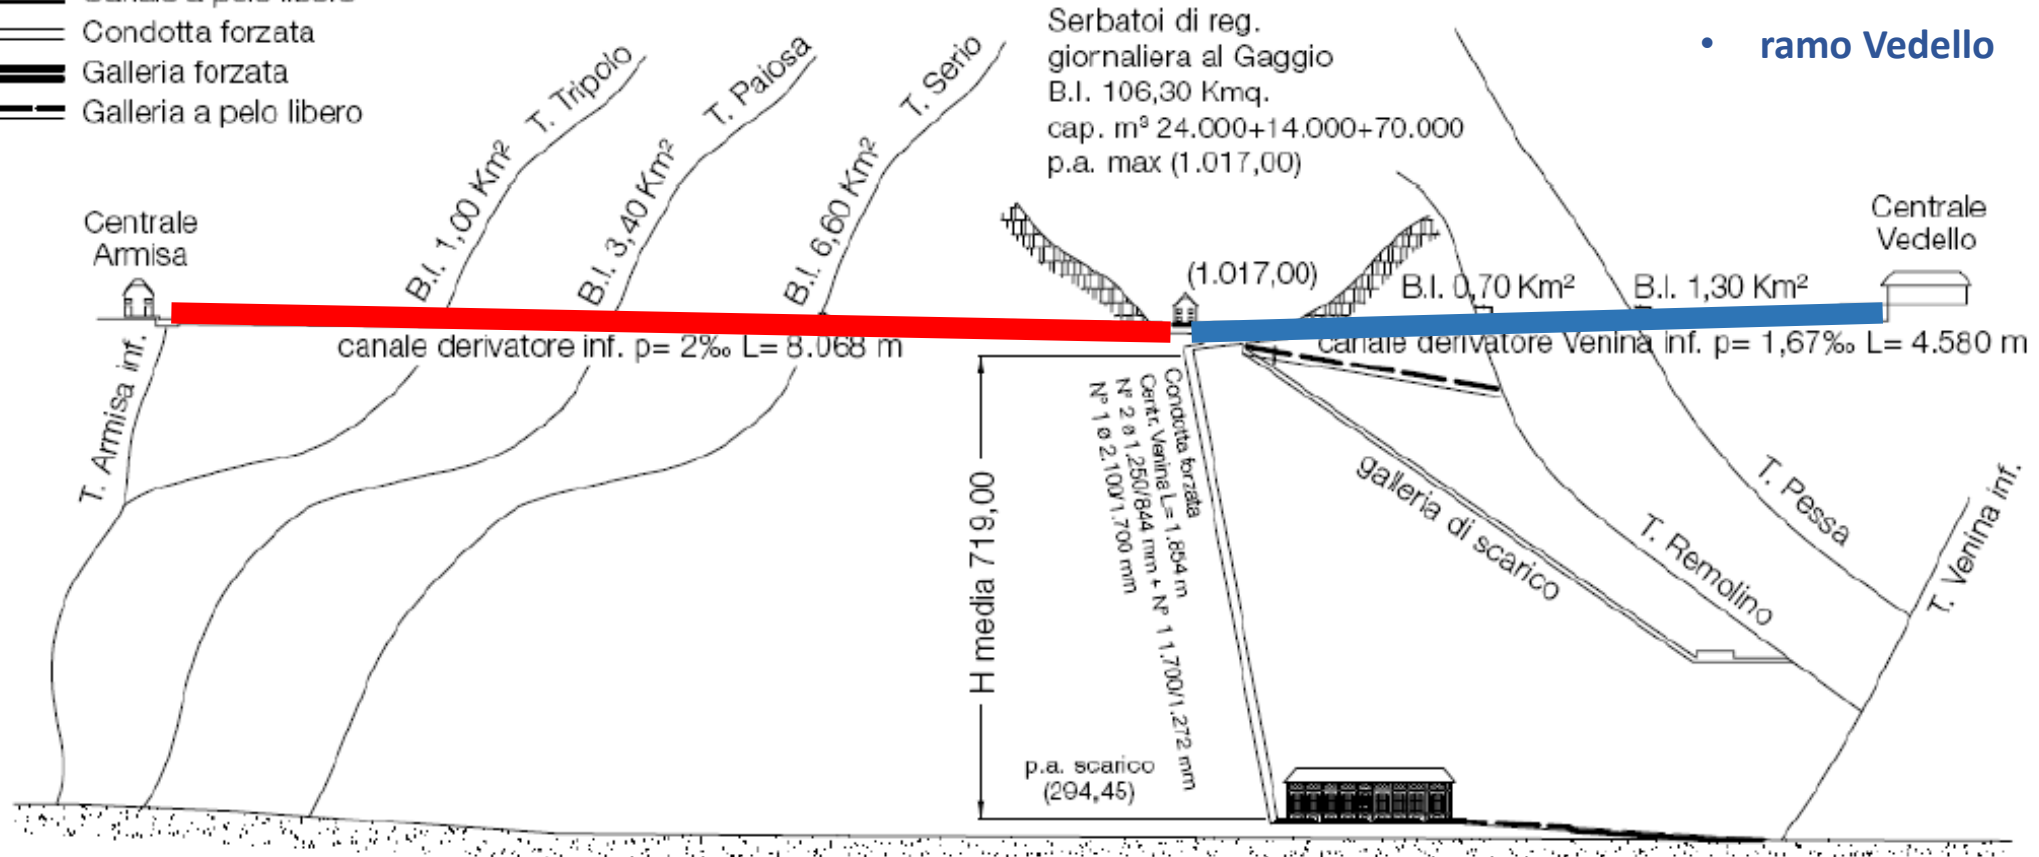 Condotta forzata
Galleria forzata
Galleria a pelo libero
T. Tripolo
T. Paiosa
T. Serio
Serbatoi di reg.
giornaliera al Gaggio
B.I. 106,30 Kmq.
cap. m³ 24.000+14.000+70.000
p.a. max (1.017,00)
• ramo Vedello
Centrale
Armisa
B.I. 1,00 Km²
B.I. 3,40 Km²
B.I. 6,60 Km²
(1.017,00)
B.I. 0,70 Km²
B.I. 1,30 Km²
Centrale
Vedello
canale derivatore inf. p= 2‰ L= 8.068 m
canale derivatore Venina inf. p= 1,67‰ L= 4.580 m
T. Armisa inf.
H media 719,00
Condotta forzata
Centr. Venina L= 1.854 m
N° 2 ø 1.250/844 mm + N° 1 1.700/1.272 mm
N° 1 ø 2.100/1.700 mm
galleria di scarico
T. Remolino
T. Pessa
T. Venina inf.
p.a. scarico
(294,45)